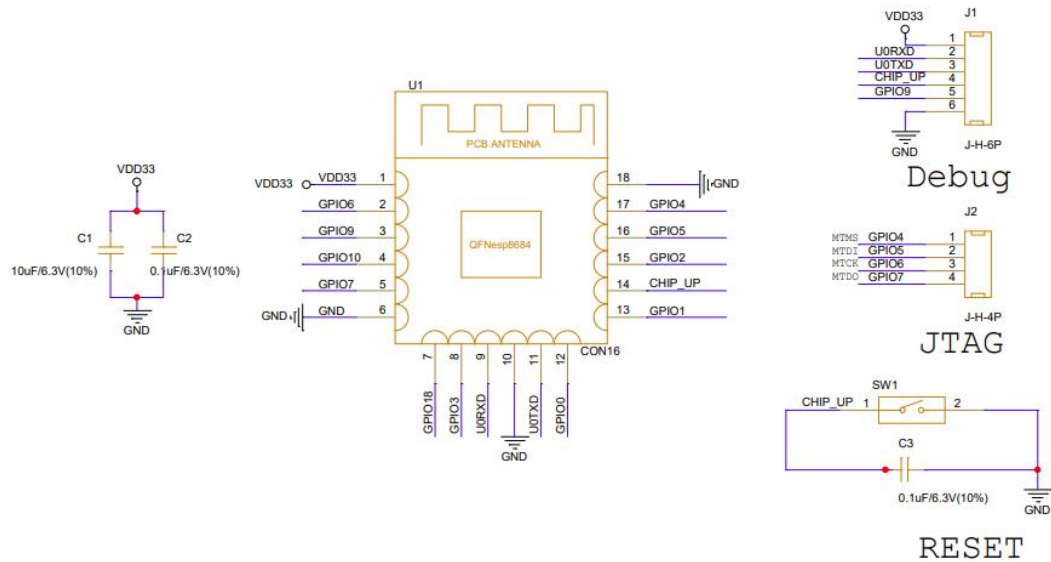 VDD33
C1
C2
10uF/6.3V(10%)
0.1uF/6.3V(10%)
GND
U1
PCB ANTENNA
QFNesp8684
CON16
VDD33 VDD33 1
GPIO6 2
GPIO9 3
GPIO10 4
GPIO7 5
GND GND 6
7 GPIO18
8 GPIO3
9 U0RXD
10 GND
11 U0TXD
12 GPIO0
18 GND
17 GPIO4
16 GPIO5
15 GPIO2
14 CHIP_UP
13 GPIO1
VDD33
J1
1
U0RXD 2
U0TXD 3
CHIP_UP 4
GPIO9 5
6
GND
J-H-6P
Debug
J2
MTMS GPIO4 1
MTDI GPIO5 2
MTCK GPIO6 3
MTDO GPIO7 4
J-H-4P
JTAG
SW1
CHIP_UP 1 2
C3
0.1uF/6.3V(10%)
GND
RESET